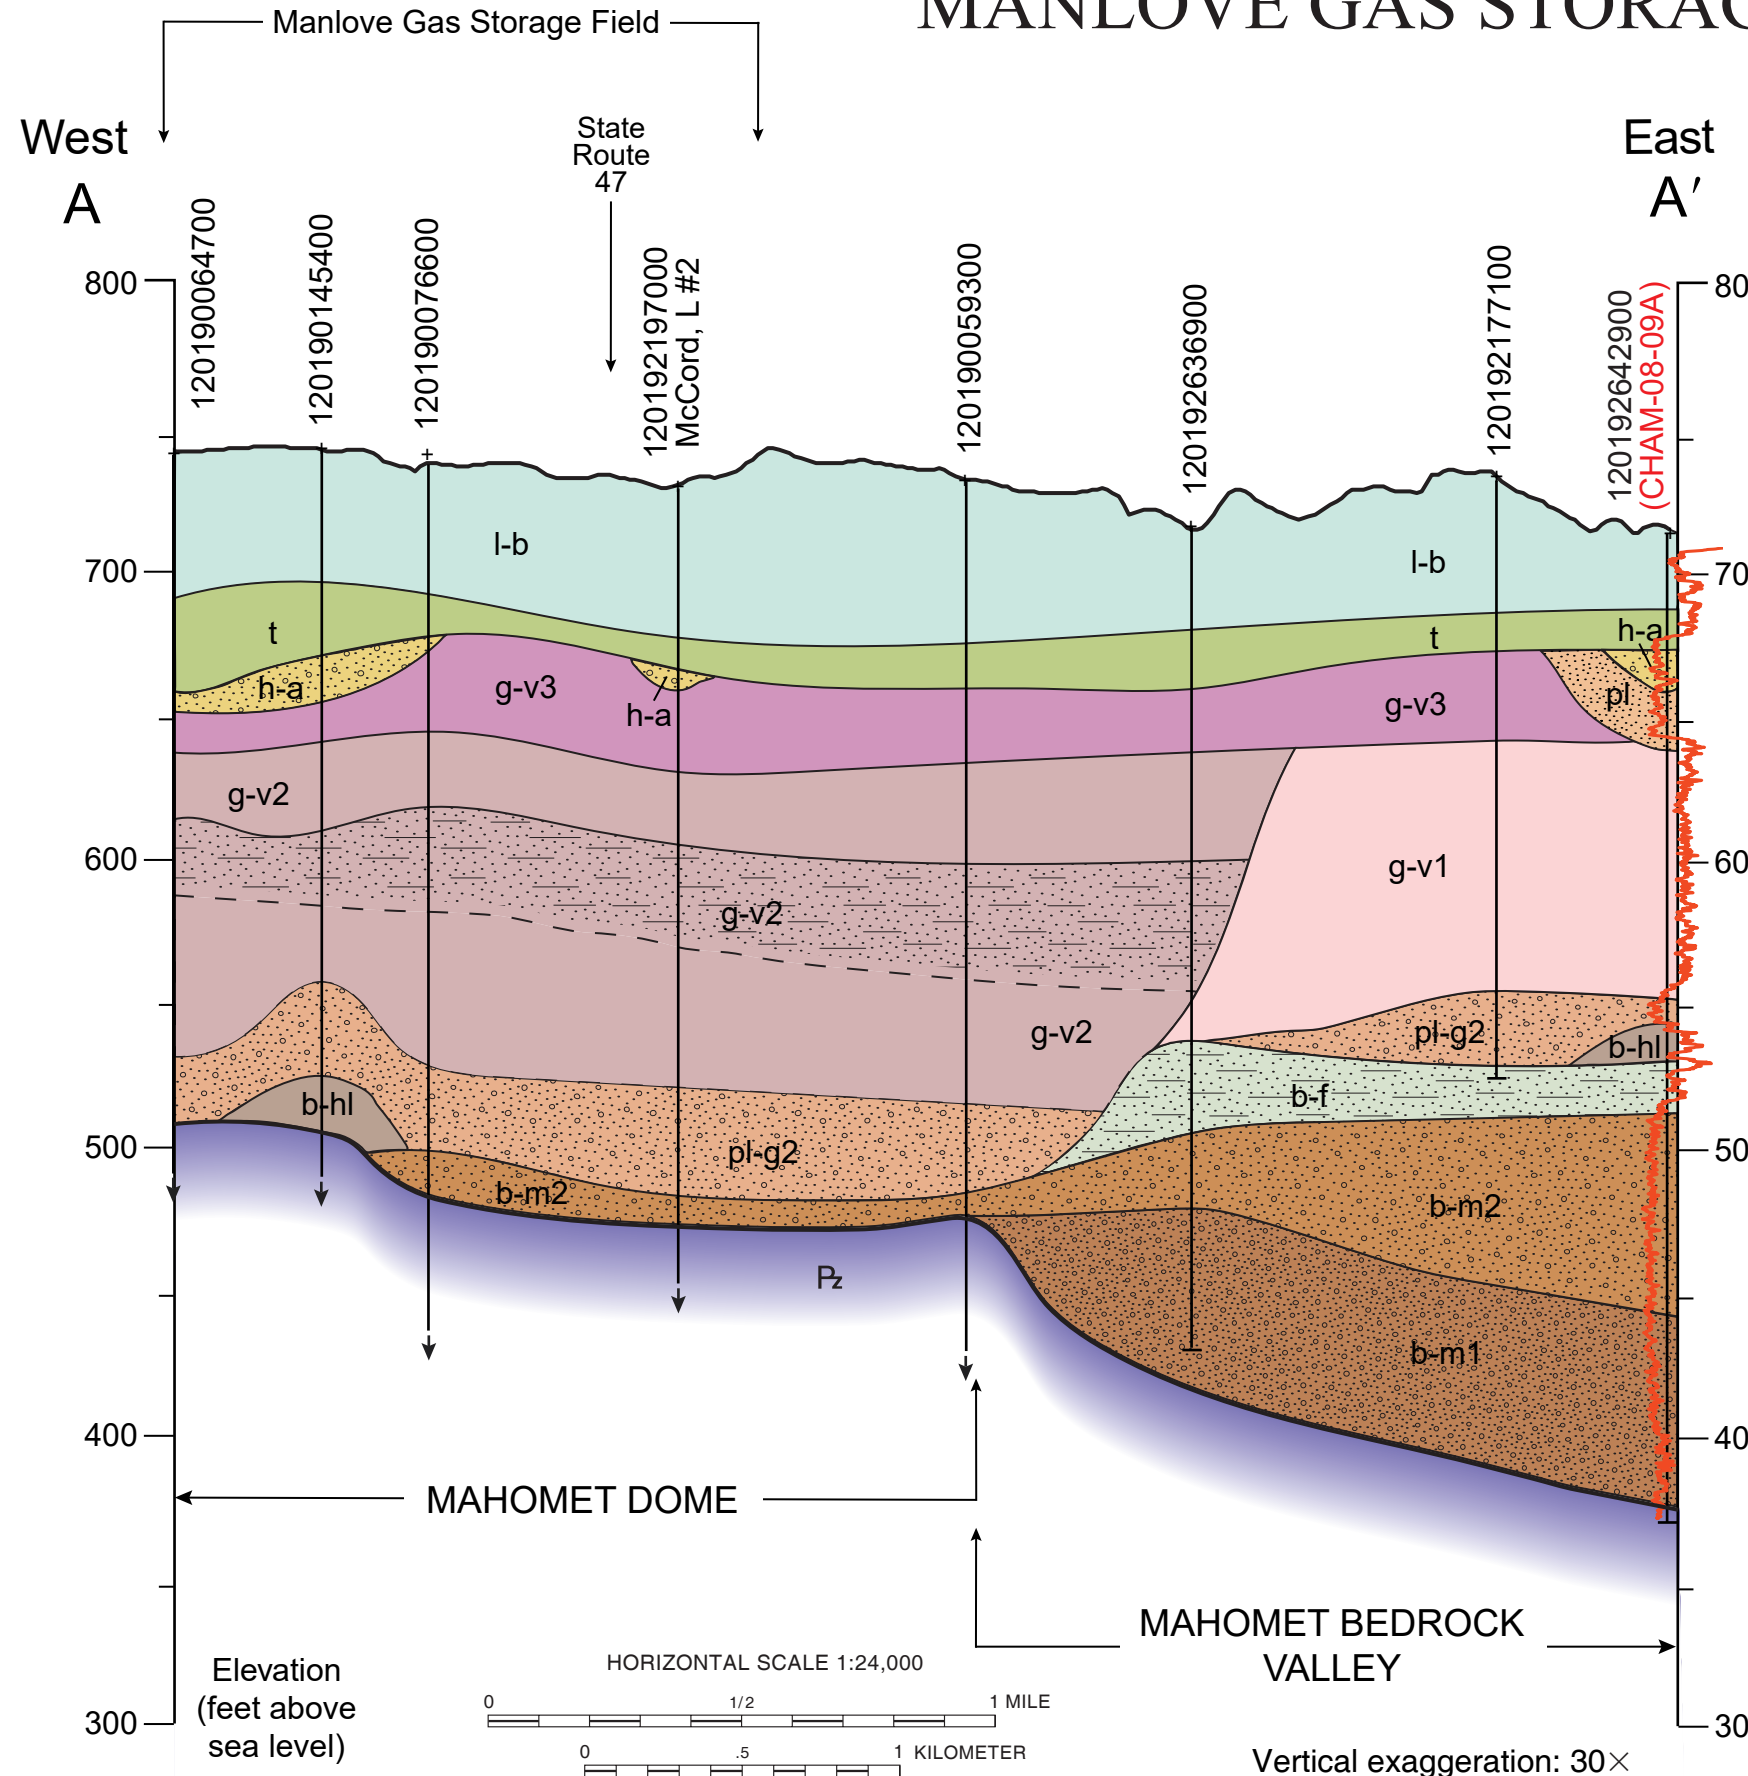 MANLOVE GAS STORAG
Manlove Gas Storage Field
State
Route
47
West
East
A
A′
120190064700
120190145400
120190076600
120192197000
McCord, L #2
120190059300
120192636900
120192177100
120192642900
(CHAM-08-09A)
800
80
l-b
l-b
700
70
t
t
h-a
h-a
g-v3
h-a
g-v3
pl
g-v2
600
60
g-v1
g-v2
g-v2
pl-g2
b-hl
b-hl
b-f
500
50
pl-g2
b-m2
b-m2
Pz
b-m1
400
40
MAHOMET DOME
MAHOMET BEDROCK
VALLEY
Elevation
(feet above
sea level)
HORIZONTAL SCALE 1:24,000
0 1/2 1 MILE
300
30
0 .5 1 KILOMETER
Vertical exaggeration: 30×